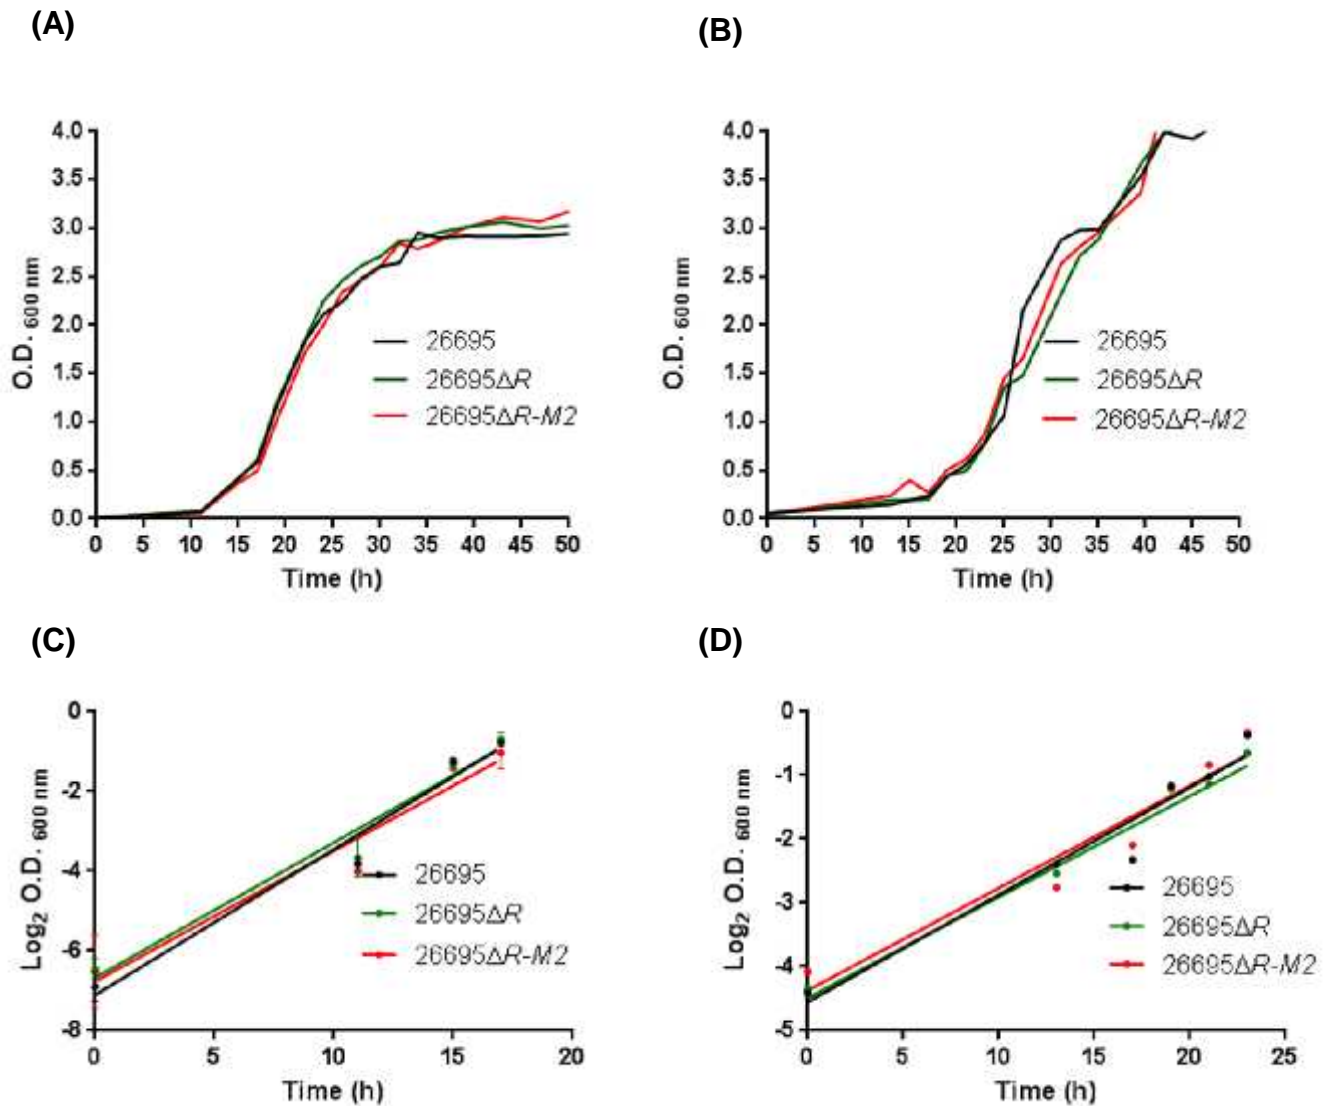 (A)
4.0
3.5
3.0
2.5
2.0
1.5
1.0
0.5
0.0
O.D. 600 nm
26695
26695ΔR
26695ΔR-M2
0 5 10 15 20 25 30 35 40 45 50
Time (h)
(B)
4.0
3.5
3.0
2.5
2.0
1.5
1.0
0.5
0.0
O.D. 600 nm
26695
26695ΔR
26695ΔR-M2
0 5 10 15 20 25 30 35 40 45 50
Time (h)
(C)
0
-2
-4
-6
-8
Log2 O.D. 600 nm
26695
26695ΔR
26695ΔR-M2
0 5 10 15 20
Time (h)
(D)
0
-1
-2
-3
-4
-5
Log2 O.D. 600 nm
26695
26695ΔR
26695ΔR-M2
0 5 10 15 20 25
Time (h)